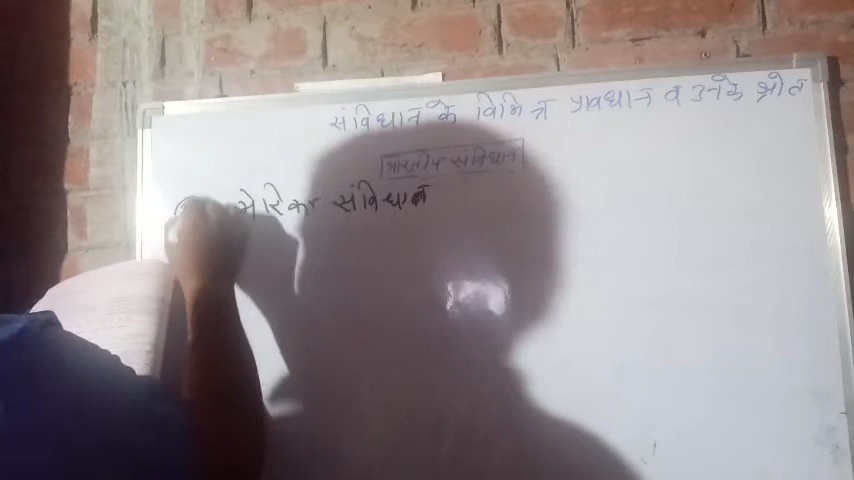 संविधान के विभिन्न प्रावधान व उनके श्रोत
भारतीय संविधान
मेरिका संविधान